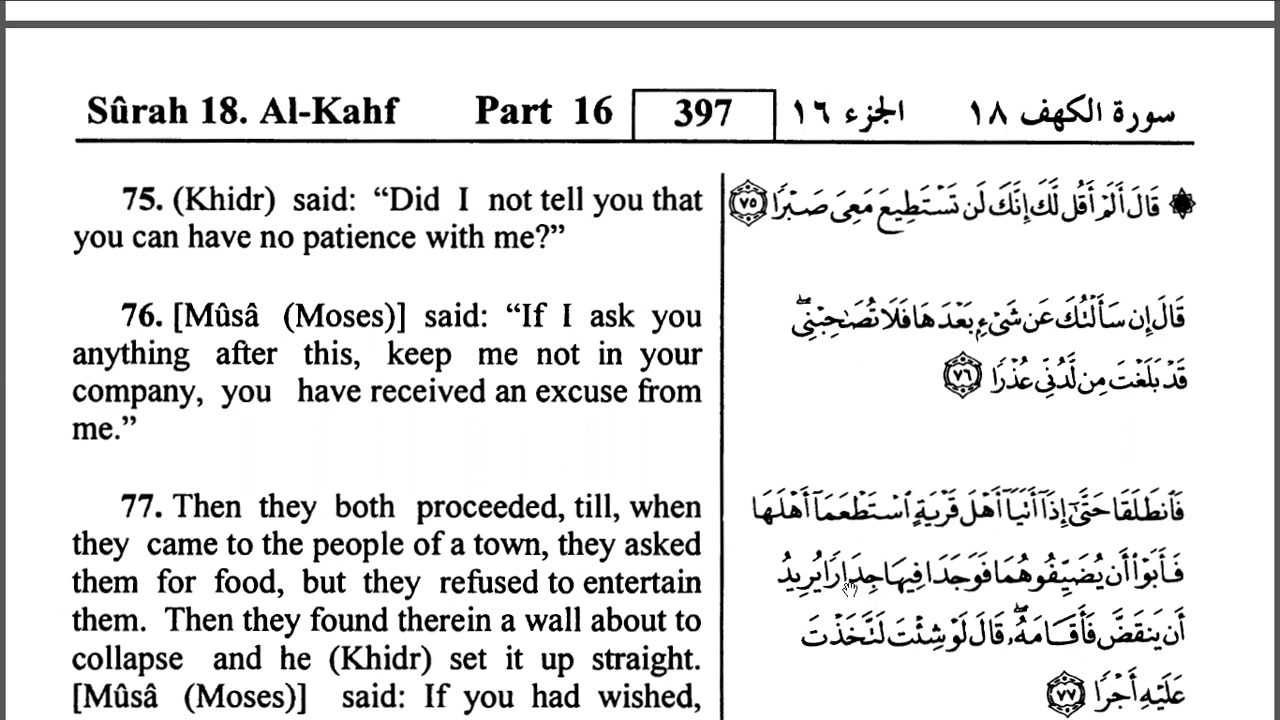 Sûrah 18. Al-Kahf Part 16 397 الجزء ١٦ سورة الكهف ١٨
75. (Khidr) said: “Did I not tell you that
you can have no patience with me?”
76. [Mûsâ (Moses)] said: “If I ask you
anything after this, keep me not in your
company, you have received an excuse from
me.”
77. Then they both proceeded, till, when
they came to the people of a town, they asked
them for food, but they refused to entertain
them. Then they found therein a wall about to
collapse and he (Khidr) set it up straight.
[Mûsâ (Moses)] said: If you had wished,
۞ قَالَ أَلَمْ أَقُل لَّكَ إِنَّكَ لَن تَسْتَطِيعَ مَعِىَ صَبْرًا ٧٥
قَالَ إِن سَأَلْتُكَ عَن شَىْءٍۭ بَعْدَهَا فَلَا تُصَـٰحِبْنِى ۖ
قَدْ بَلَغْتَ مِن لَّدُنِّى عُذْرًا ٧٦
فَٱنطَلَقَا حَتَّىٰٓ إِذَآ أَتَيَآ أَهْلَ قَرْيَةٍ ٱسْتَطْعَمَآ أَهْلَهَا
فَأَبَوْا۟ أَن يُضَيِّفُوهُمَا فَوَجَدَا فِيهَا جِدَارًا يُرِيدُ
أَن يَنقَضَّ فَأَقَامَهُۥ ۖ قَالَ لَوْ شِئْتَ لَتَّخَذْتَ
عَلَيْهِ أَجْرًا ٧٧